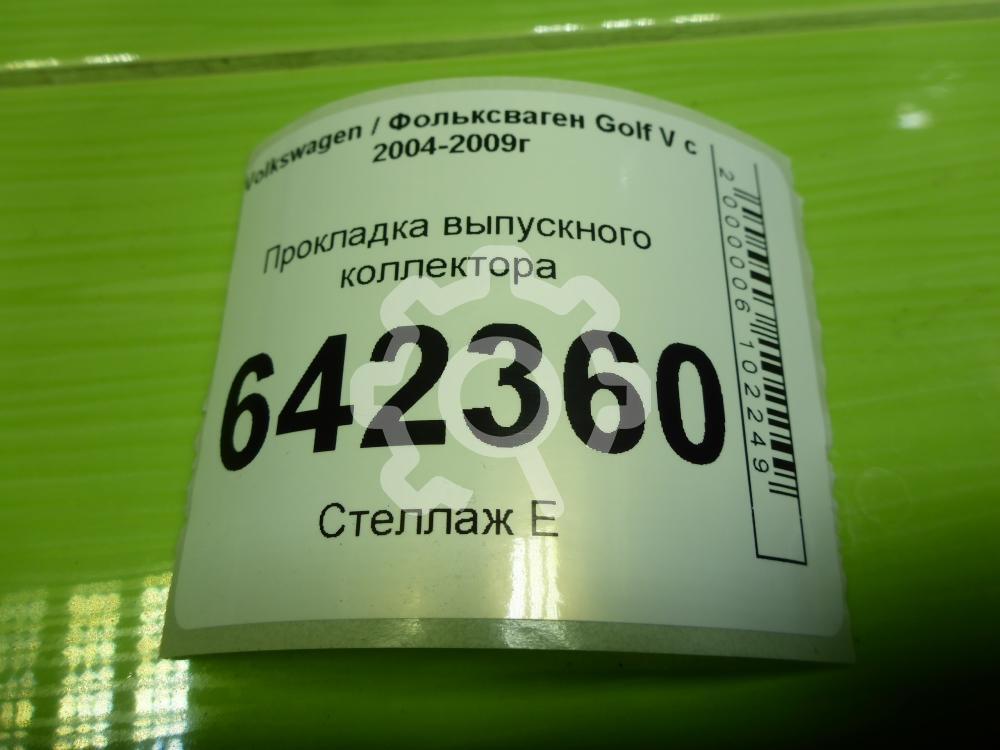 Volkswagen / Фольксваген Golf V с
2004-2009г
Прокладка выпускного
коллектора
642360
Стеллаж Е
2000006102249